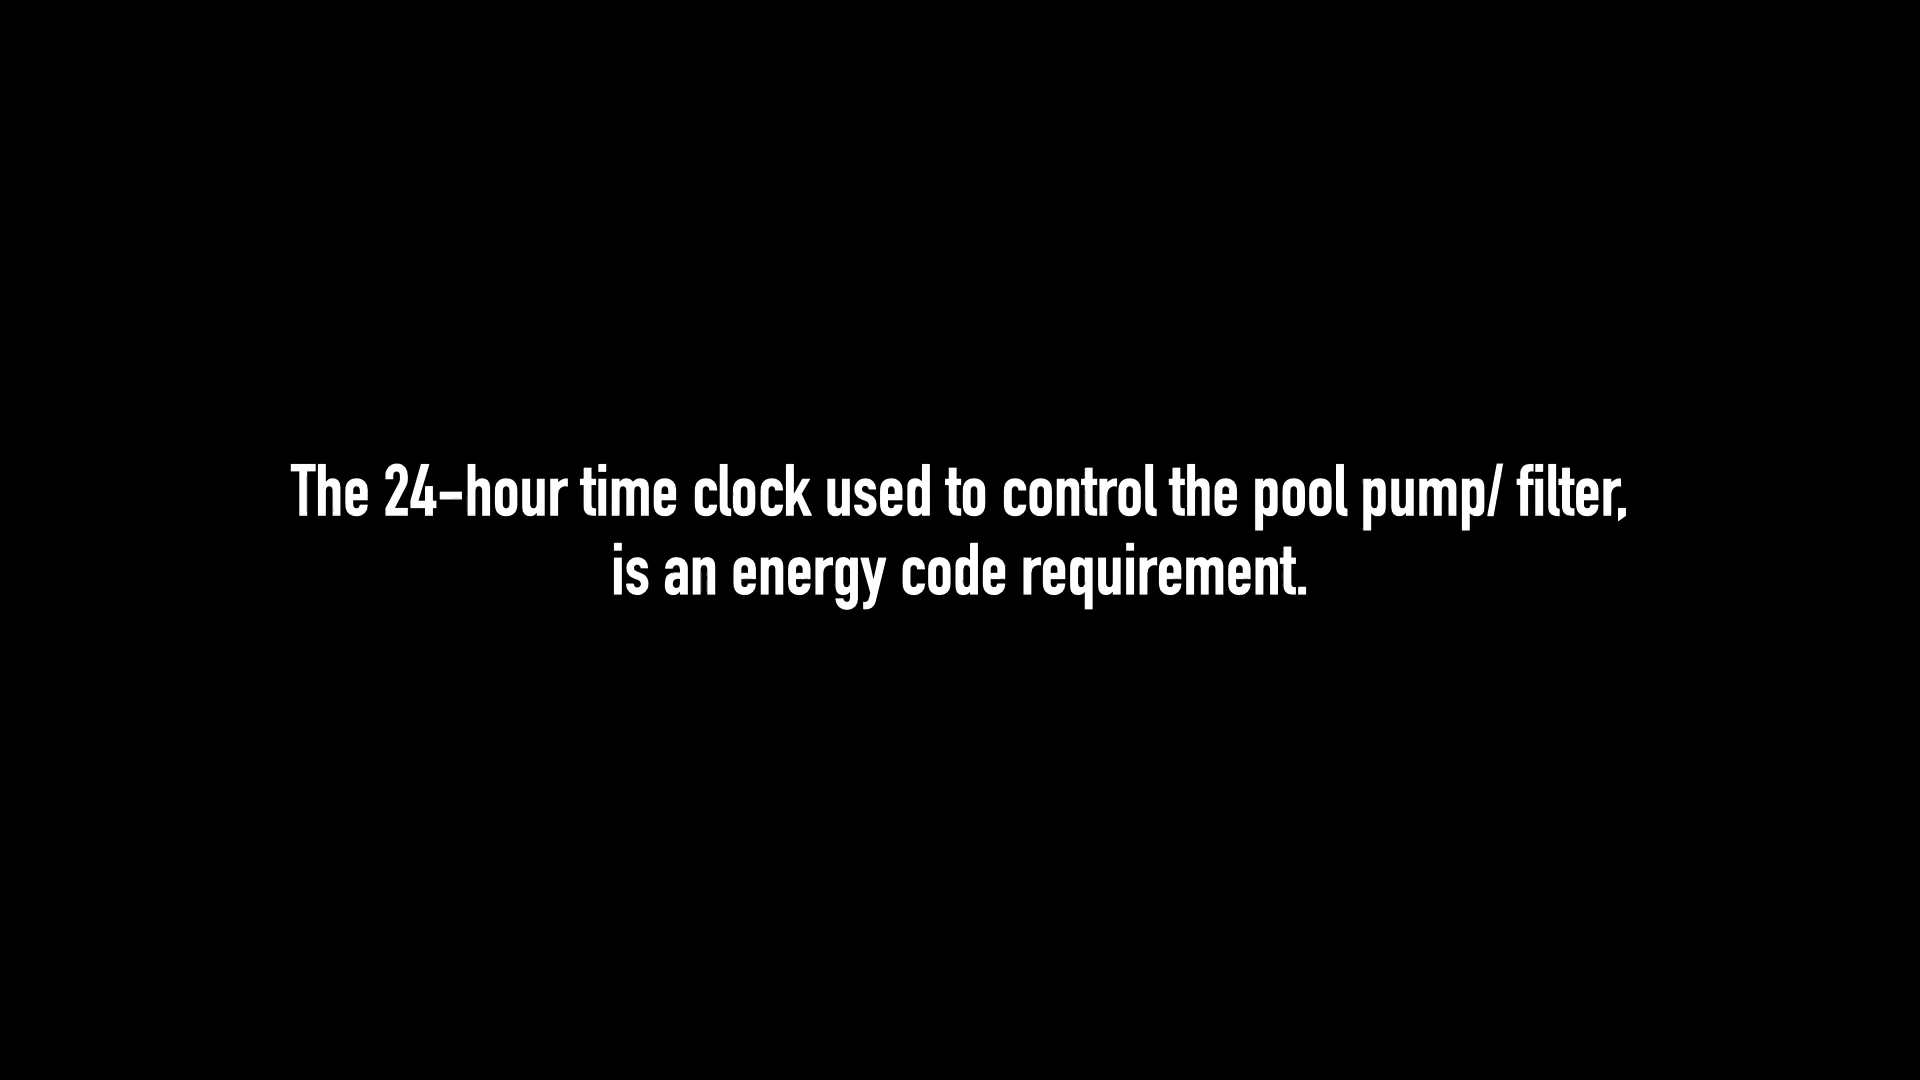 The 24-hour time clock used to control the pool pump/ filter,
is an energy code requirement.